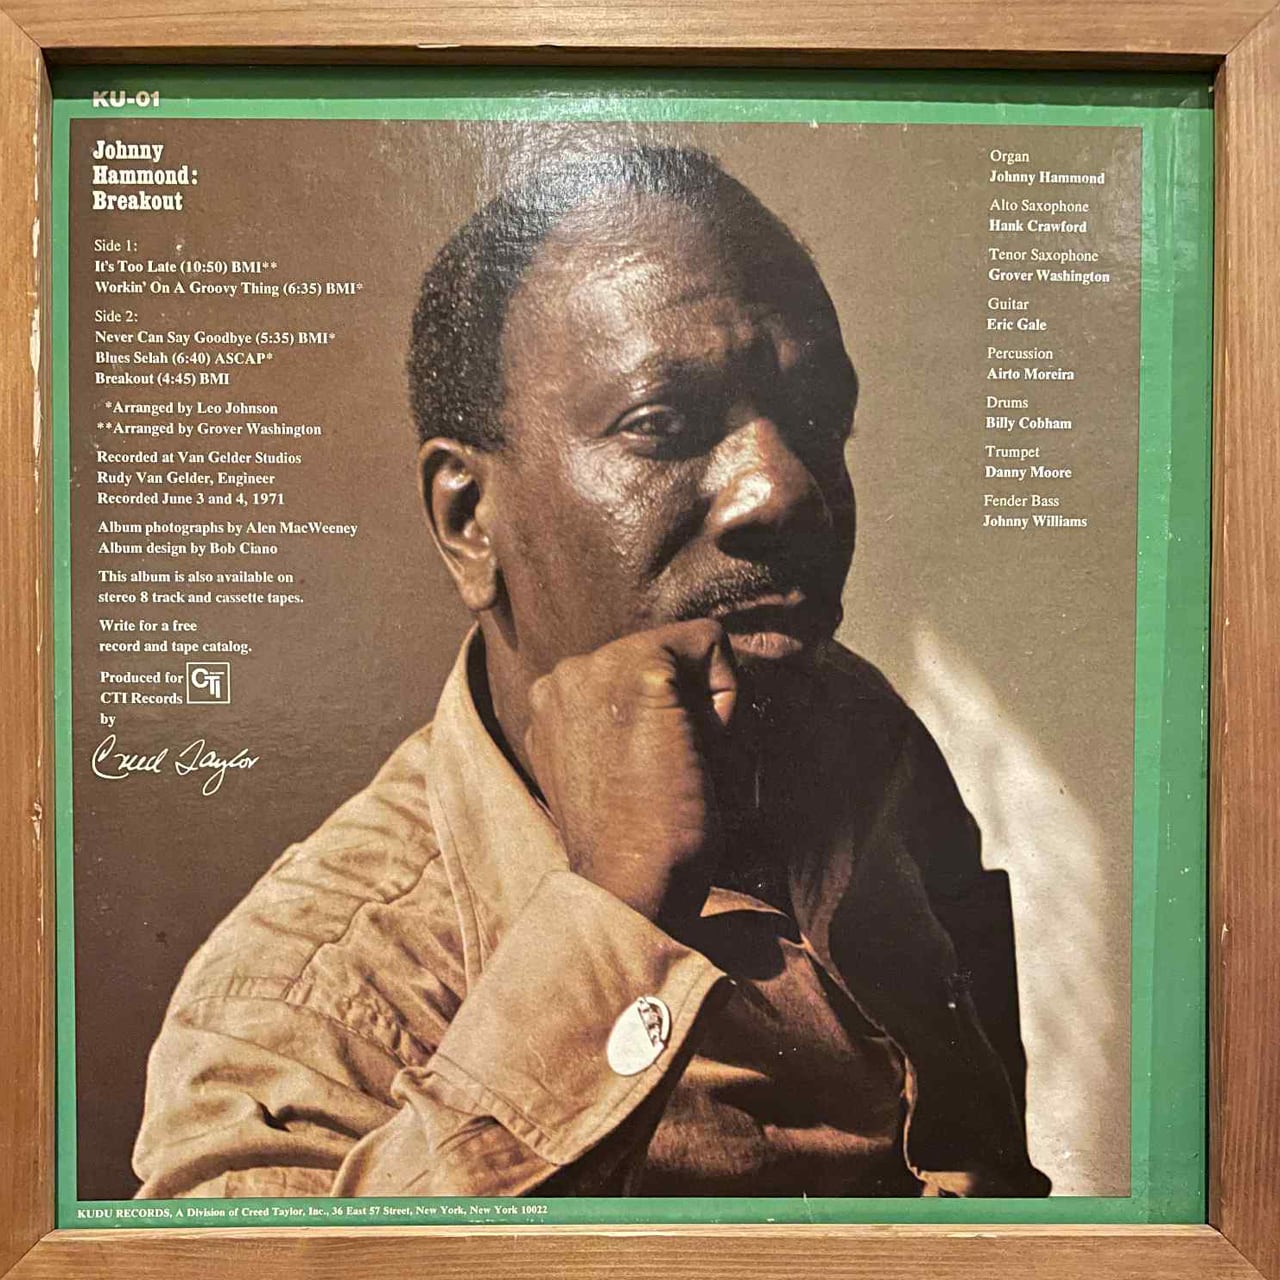 KU-01
Johnny
Hammond:
Breakout
Side 1:
It's Too Late (10:50) BMI**
Workin' On A Groovy Thing (6:35) BMI*
Side 2:
Never Can Say Goodbye (5:35) BMI*
Blues Selah (6:40) ASCAP*
Breakout (4:45) BMI
*Arranged by Leo Johnson
**Arranged by Grover Washington
Recorded at Van Gelder Studios
Rudy Van Gelder, Engineer
Recorded June 3 and 4, 1971
Album photographs by Alen MacWeeney
Album design by Bob Ciano
This album is also available on
stereo 8 track and cassette tapes.
Write for a free
record and tape catalog.
Produced for CTI
CTI Records
by
Creed Taylor
Organ
Johnny Hammond
Alto Saxophone
Hank Crawford
Tenor Saxophone
Grover Washington
Guitar
Eric Gale
Percussion
Airto Moreira
Drums
Billy Cobham
Trumpet
Danny Moore
Fender Bass
Johnny Williams
KUDU RECORDS, A Division of Creed Taylor, Inc., 36 East 57 Street, New York, New York 10022